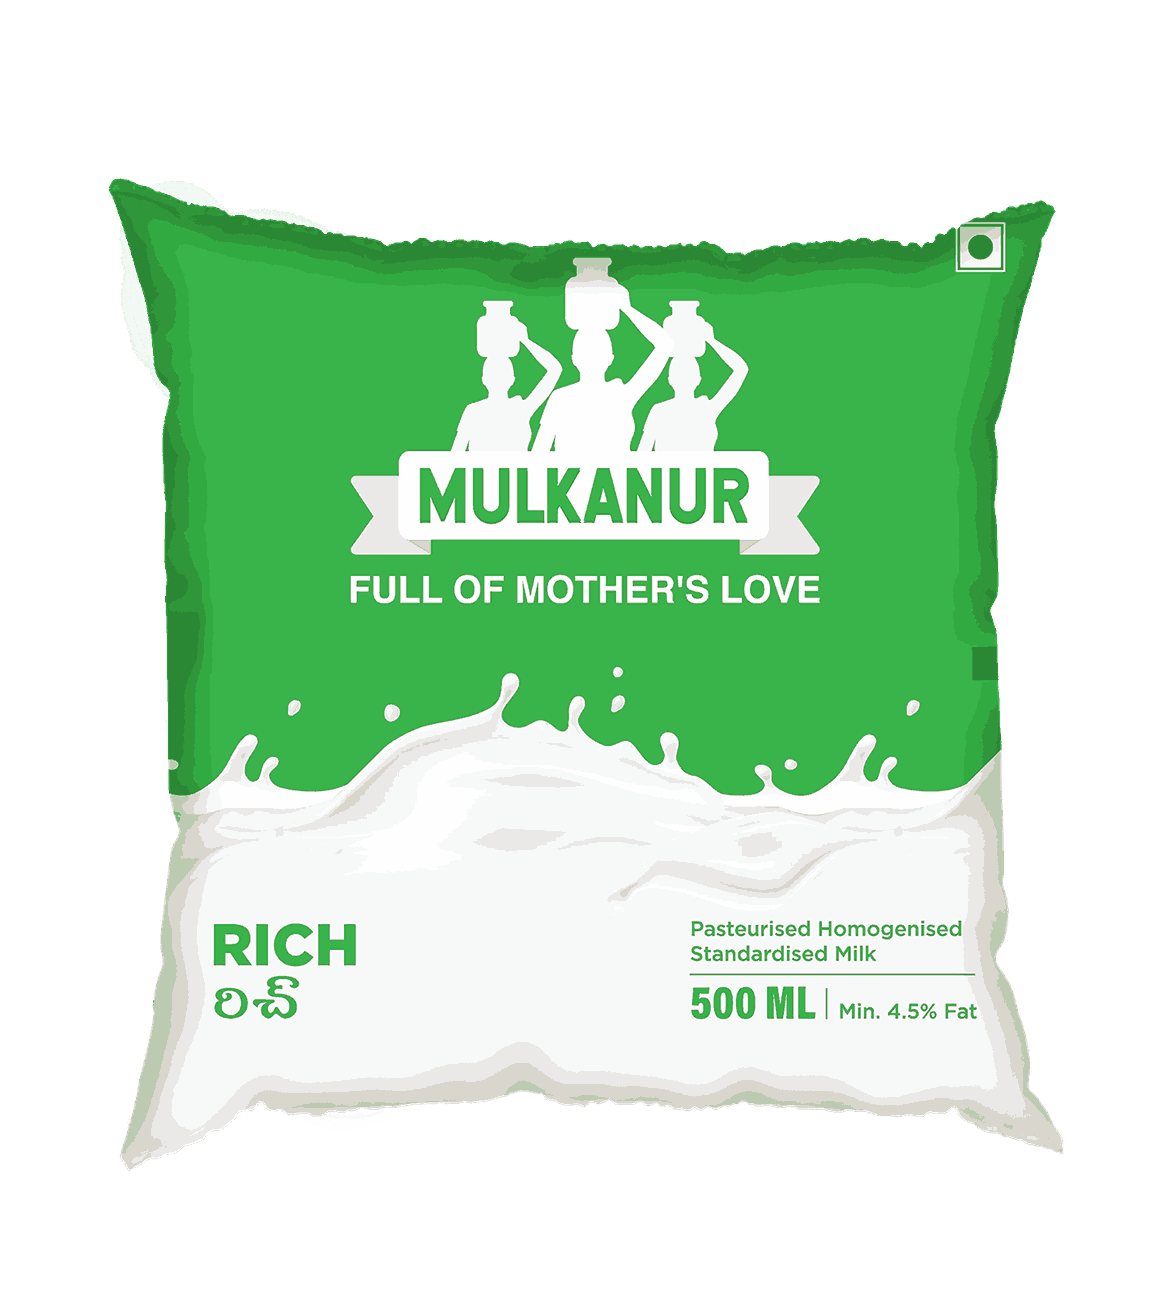 MULKANUR
FULL OF MOTHER'S LOVE
RICH
రిచ్
Pasteurised Homogenised
Standardised Milk
500 ML | Min. 4.5% Fat